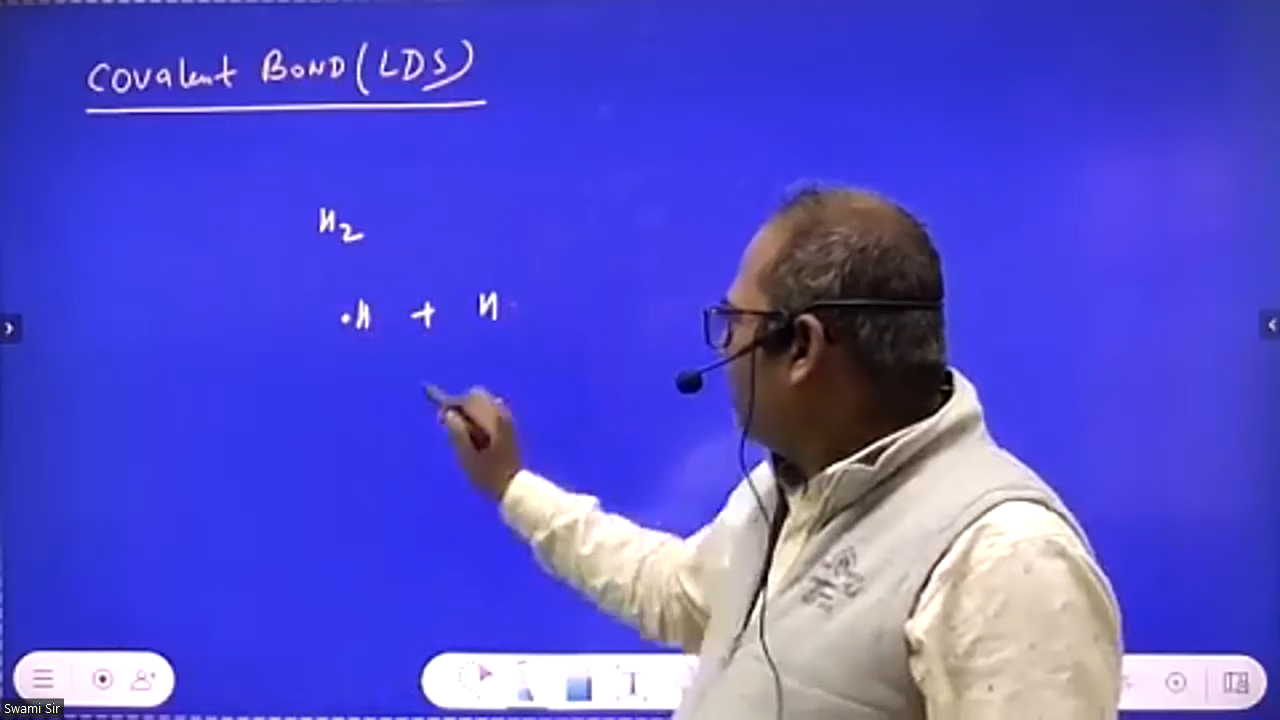 Covalent BOND (LDS)
H2
·H + H·
Swami Sir